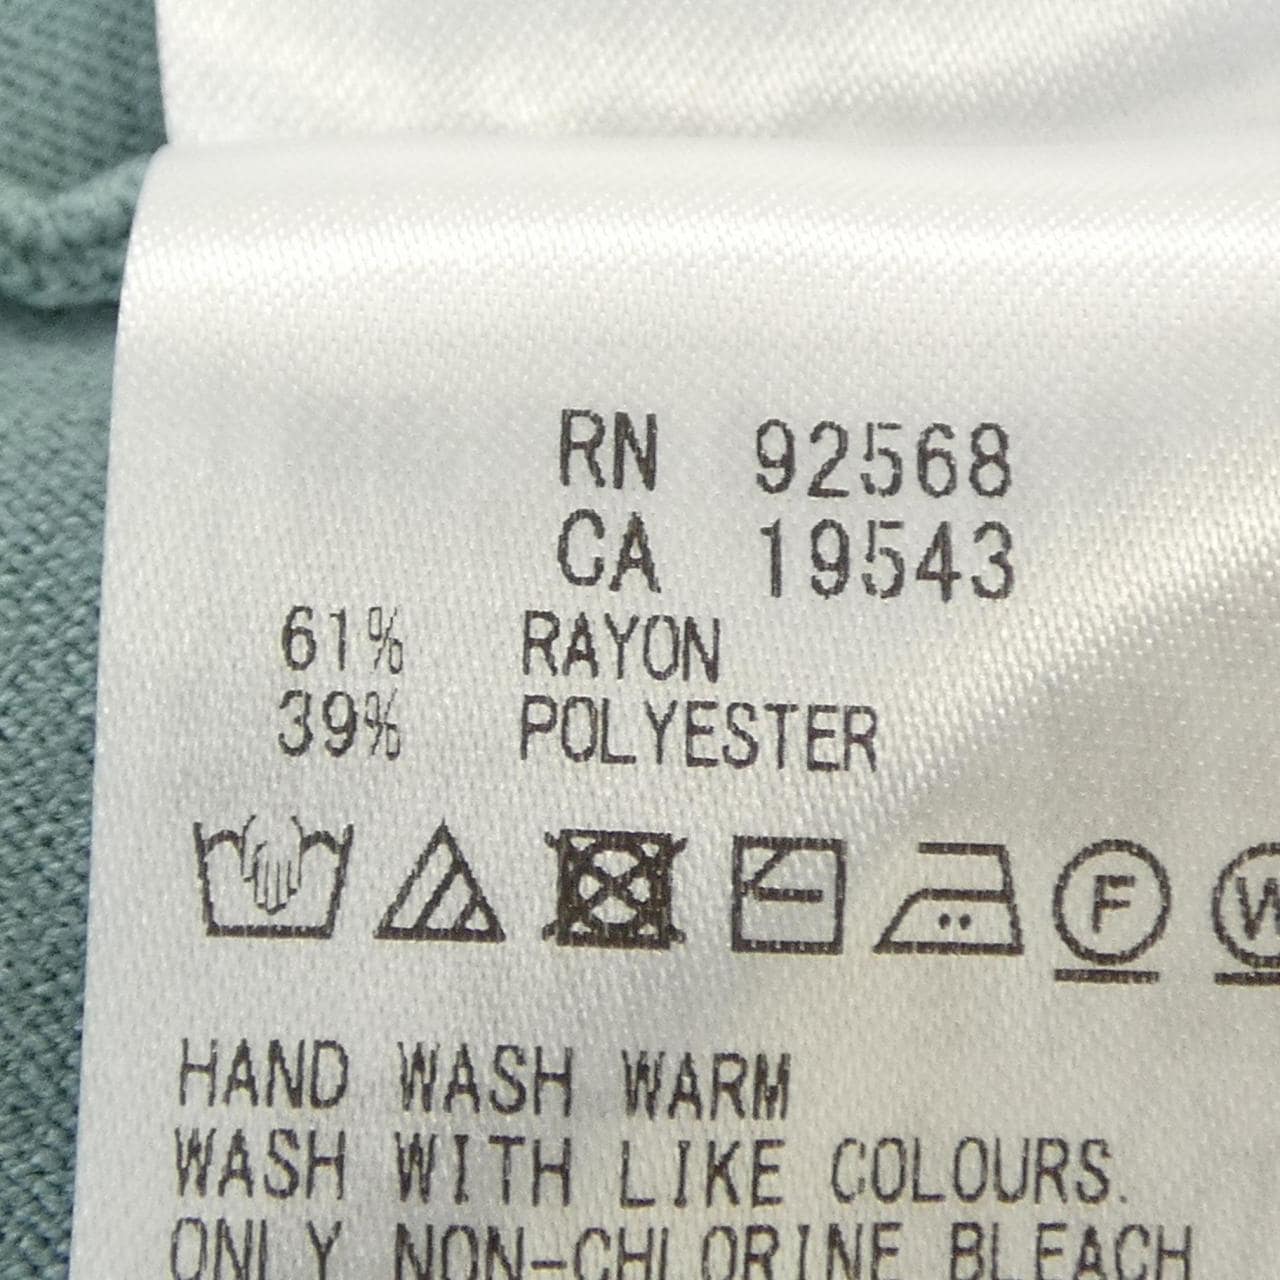 RN 92568
CA 19543
61% RAYON
39% POLYESTER
F W
HAND WASH WARM
WASH WITH LIKE COLOURS.
ONLY NON-CHLORINE BLEACH